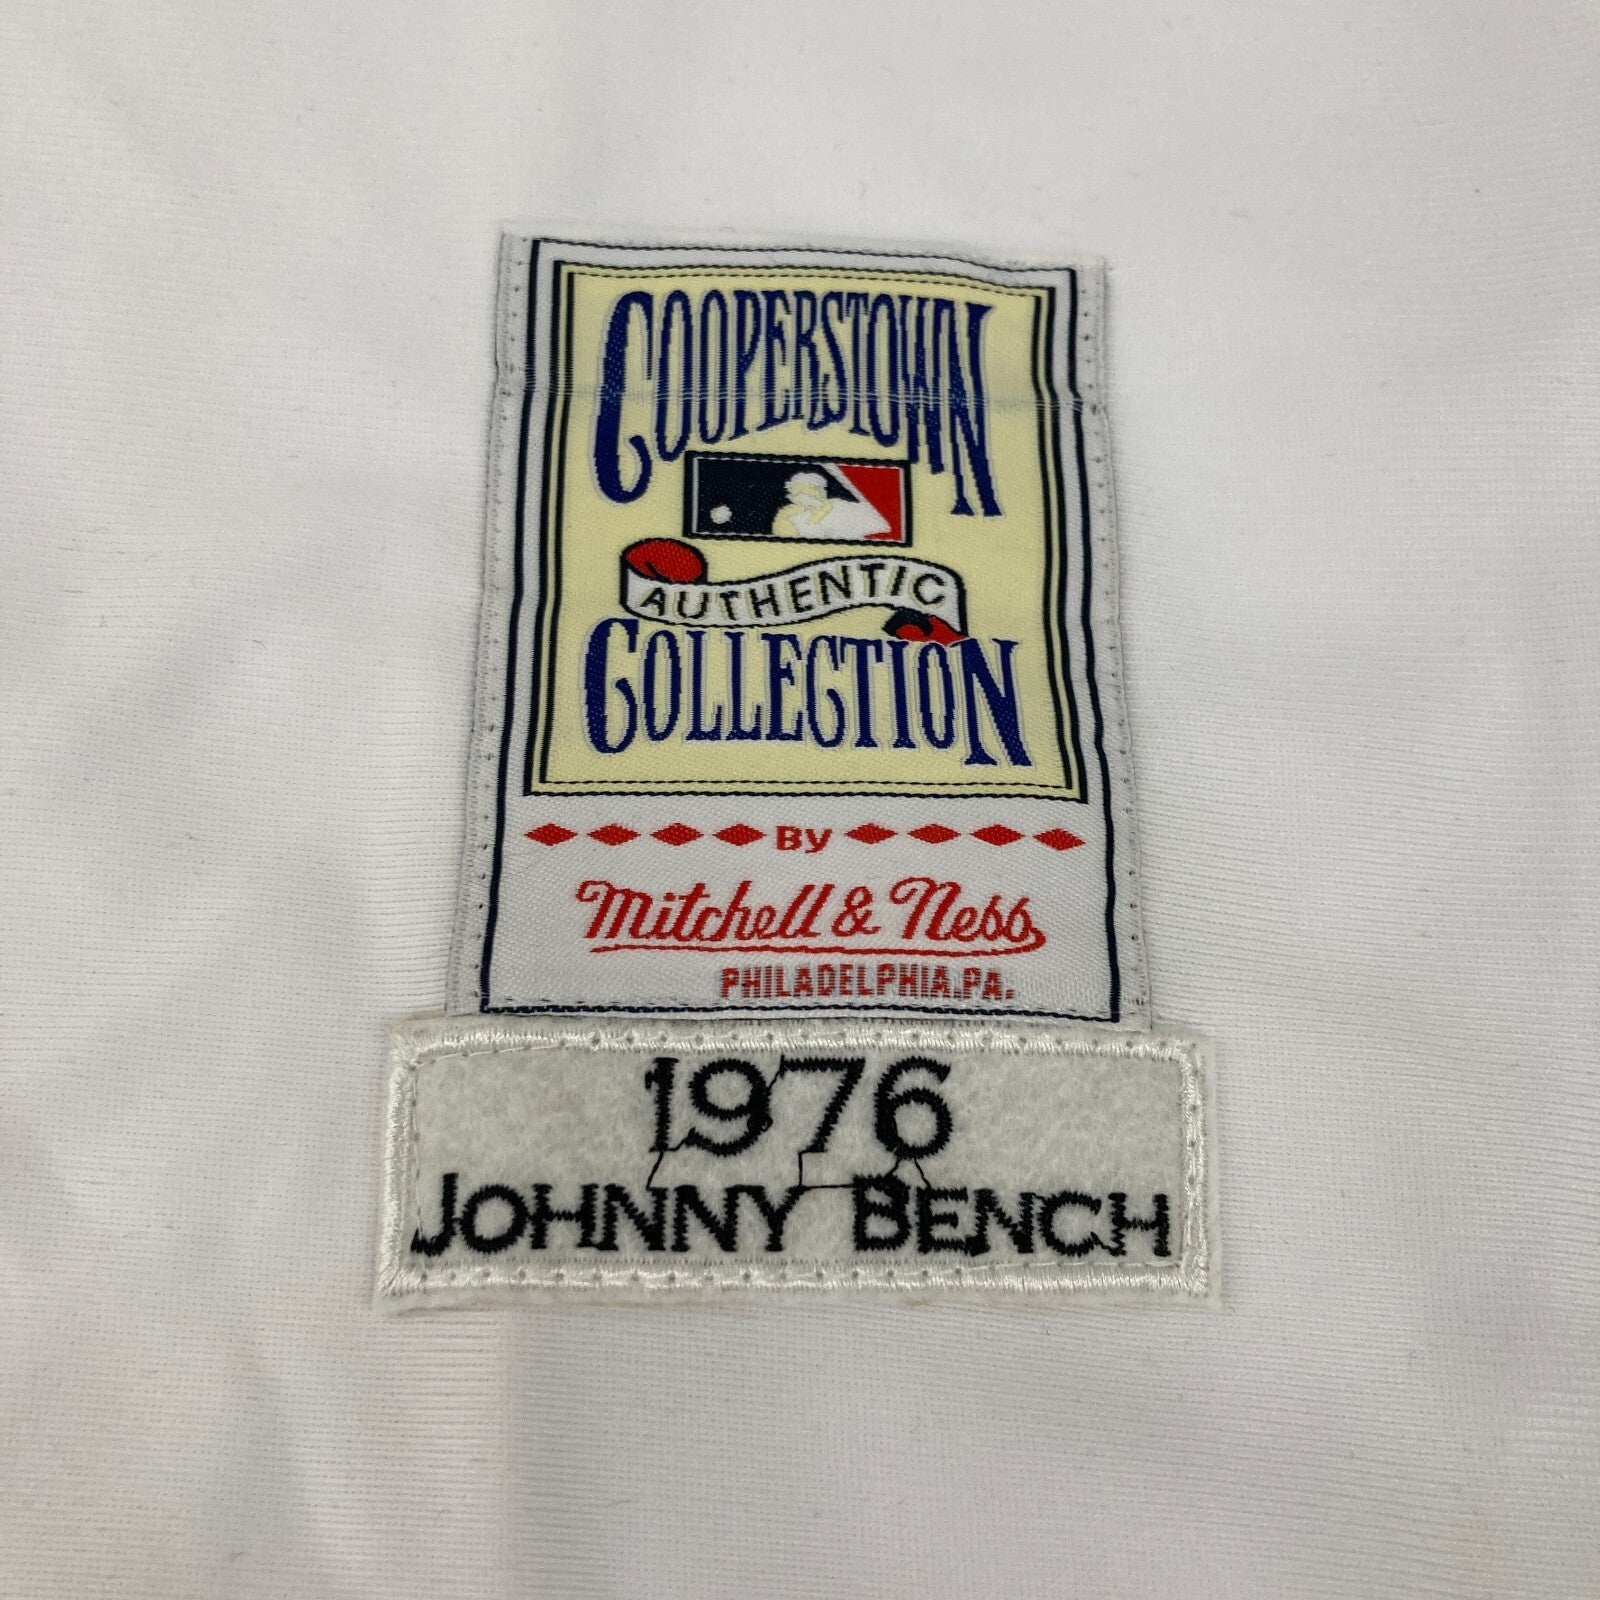 COOPERSTOWN
AUTHENTIC
COLLECTION
By
Mitchell & Ness
PHILADELPHIA.PA.
1976
JOHNNY BENCH